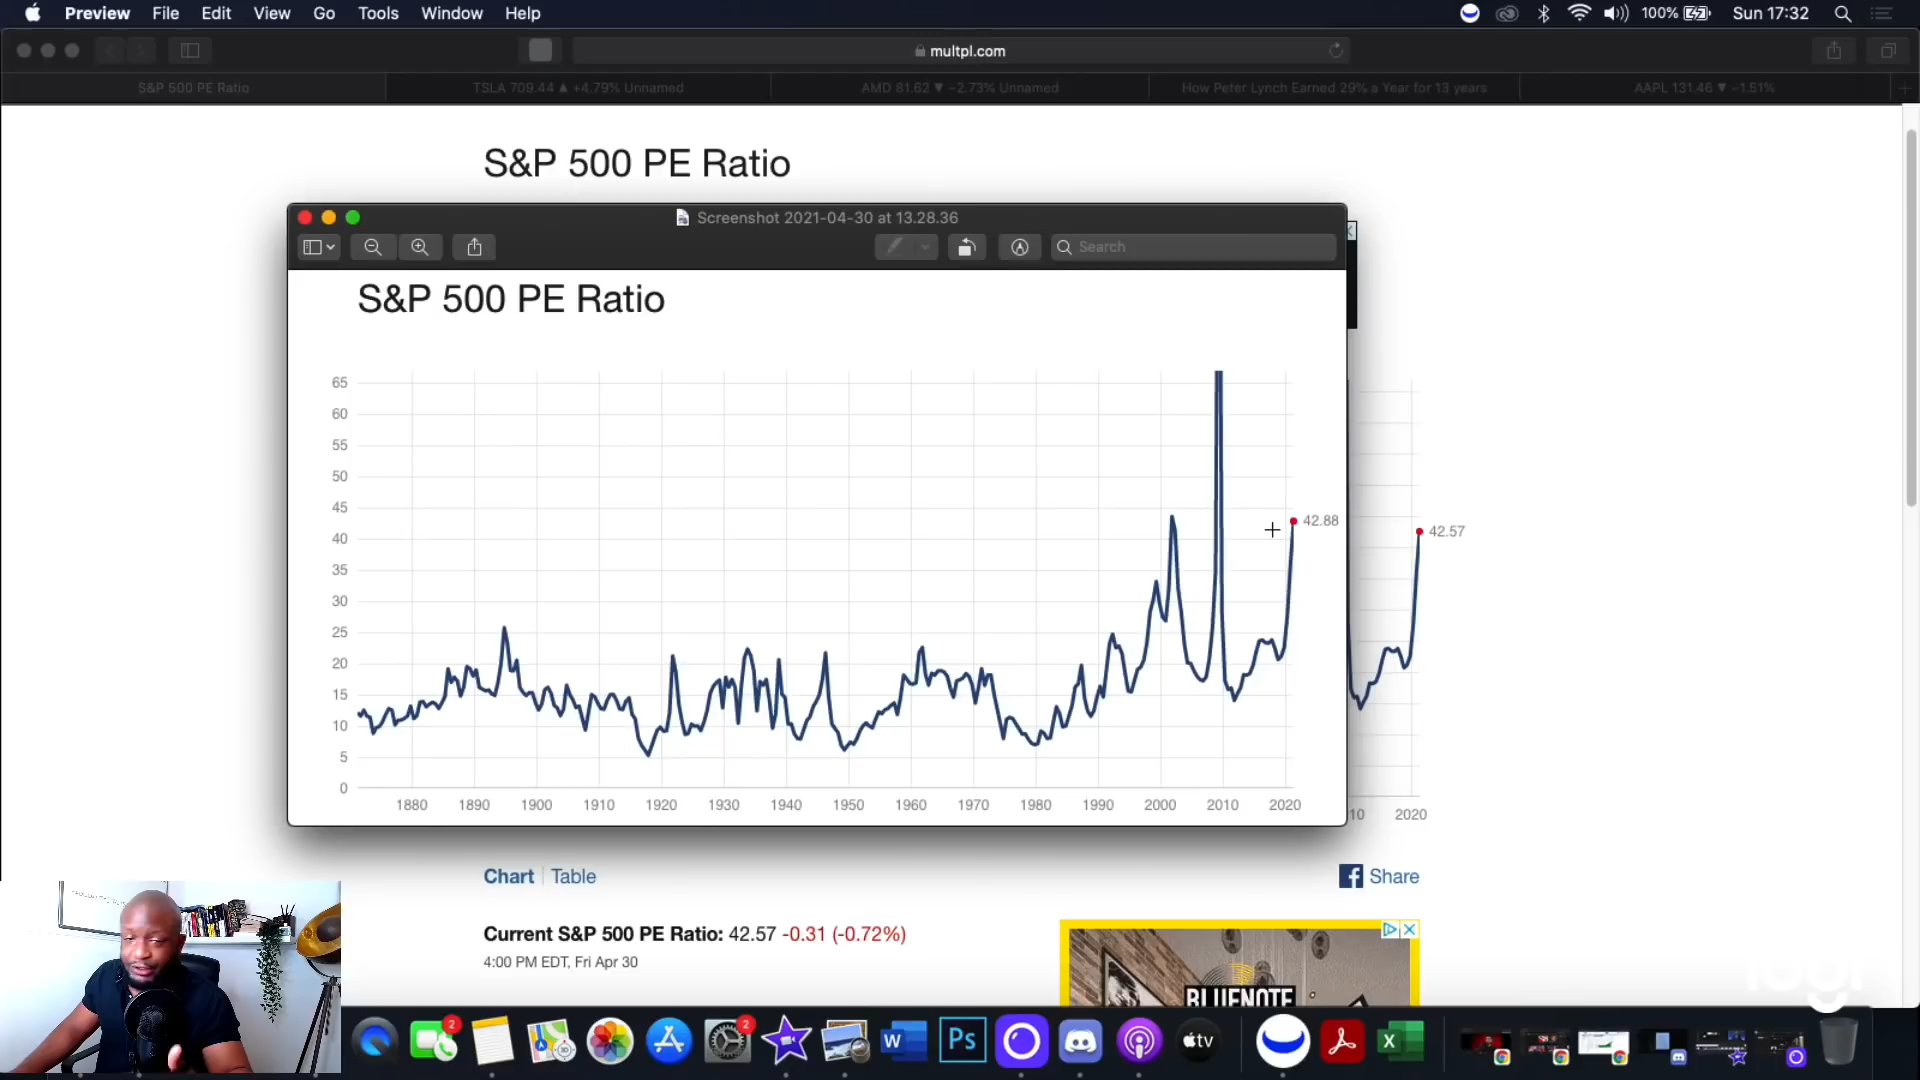 Preview File Edit View Go Tools Window Help 100% Sun 17:32
multpl.com
S&P 500 PE Ratio TSLA 709.44 ▲ +4.79% Unnamed AMD 81.62 ▼ −2.73% Unnamed How Peter Lynch Earned 29% a Year for 13 years AAPL 131.46 ▼ −1.51%
S&P 500 PE Ratio
Screenshot 2021-04-30 at 13.28.36
Search
S&P 500 PE Ratio
65
60
55
50
45
42.88
42.57
40
35
30
25
20
15
10
5
0
1880 1890 1900 1910 1920 1930 1940 1950 1960 1970 1980 1990 2000 2010 2020
10 2020
Chart Table
Share
Current S&P 500 PE Ratio: 42.57 -0.31 (-0.72%)
4:00 PM EDT, Fri Apr 30
BLUENOTE
2 2
W Ps tv X